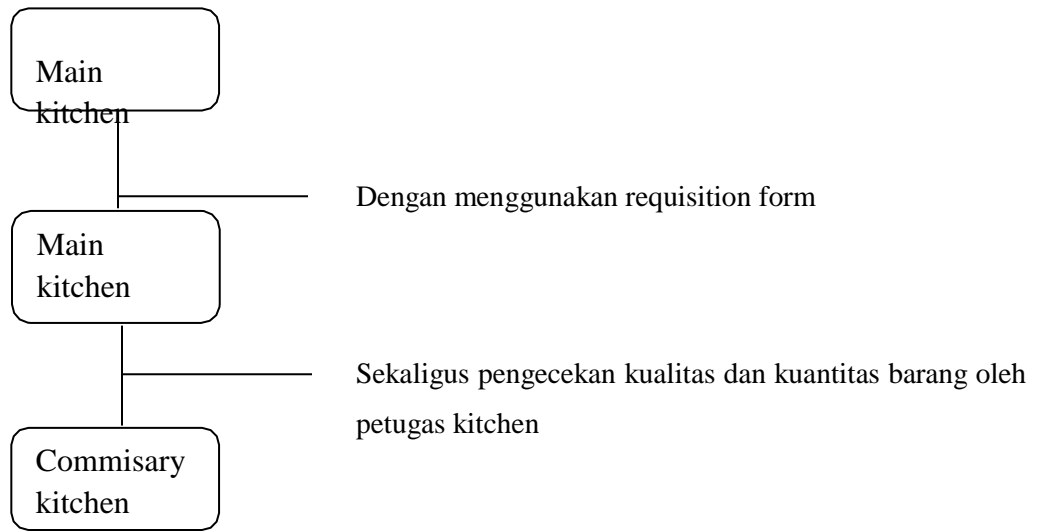 Main
kitchen
Dengan menggunakan requisition form
Main
kitchen
Sekaligus pengecekan kualitas dan kuantitas barang oleh
petugas kitchen
Commisary
kitchen